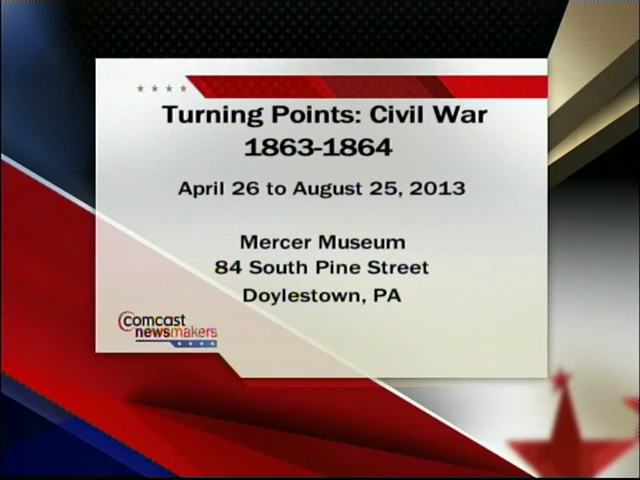 Turning Points: Civil War
1863-1864
April 26 to August 25, 2013
Mercer Museum
84 South Pine Street
Doylestown, PA
comcast
newsmakers